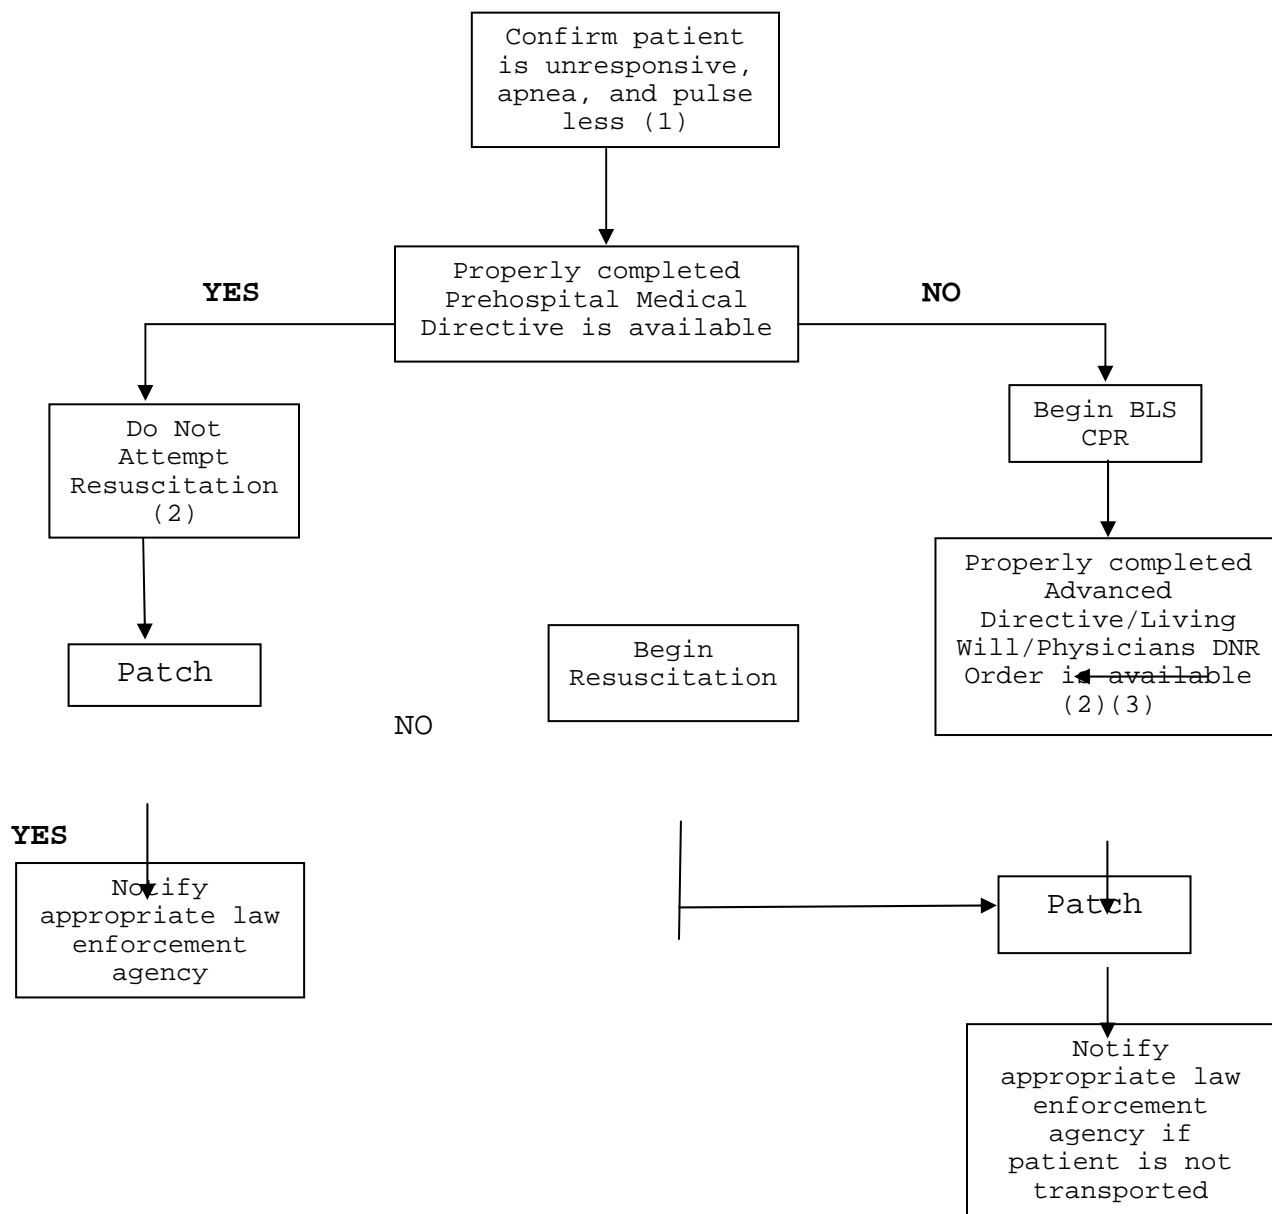 Confirm patient
is unresponsive,
apnea, and pulse
less (1)
YES
Properly completed
Prehospital Medical
Directive is available
NO
Do Not
Attempt
Resuscitation
(2)
Begin BLS
CPR
Properly completed
Advanced
Directive/Living
Will/Physicians DNR
Order is available
(2)(3)
Patch
Begin
Resuscitation
NO
YES
Notify
appropriate law
enforcement
agency
Patch
Notify
appropriate law
enforcement
agency if
patient is not
transported